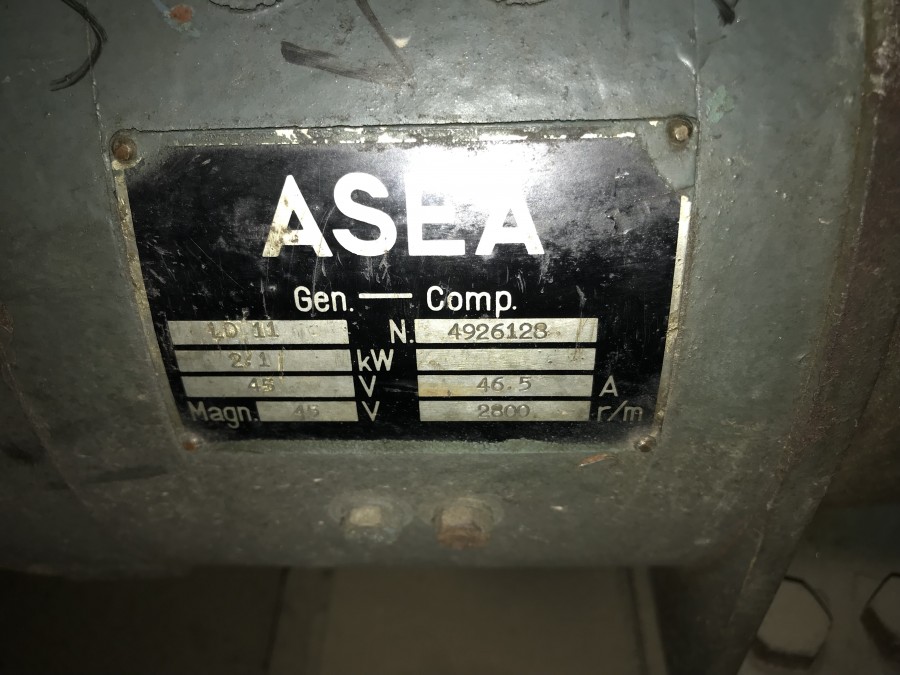 ASEA
Gen. — Comp.
LD 11 N. 4926128
2.1 kW
45 V 46.5 A
Magn. 45 V 2800 r/m